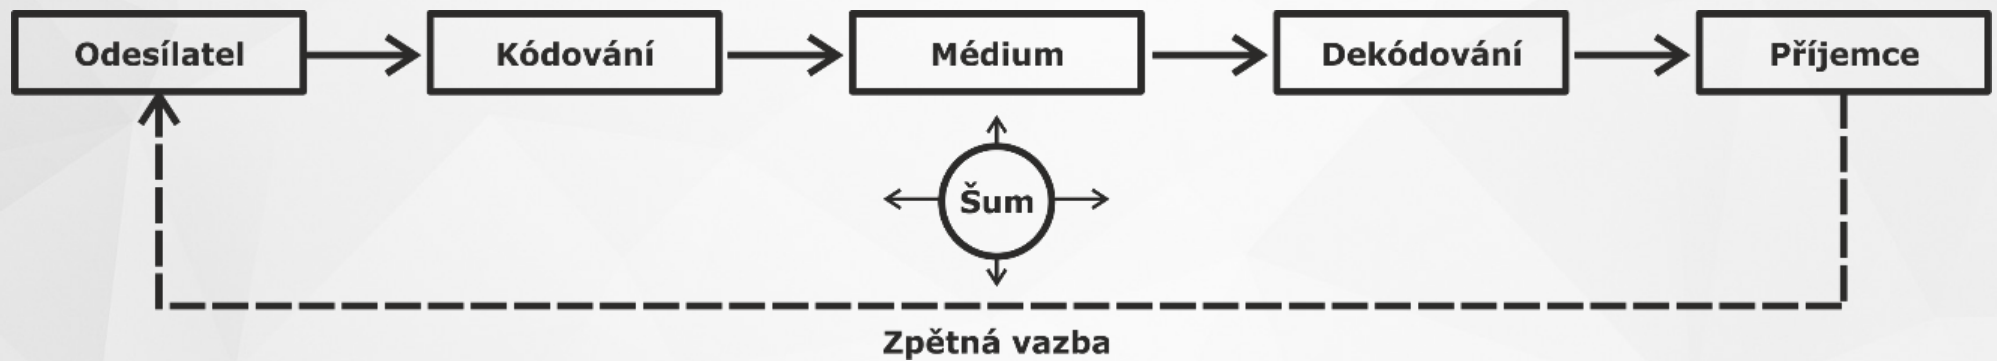 Odesílatel
Kódování
Médium
Dekódování
Příjemce
Šum
Zpětná vazba